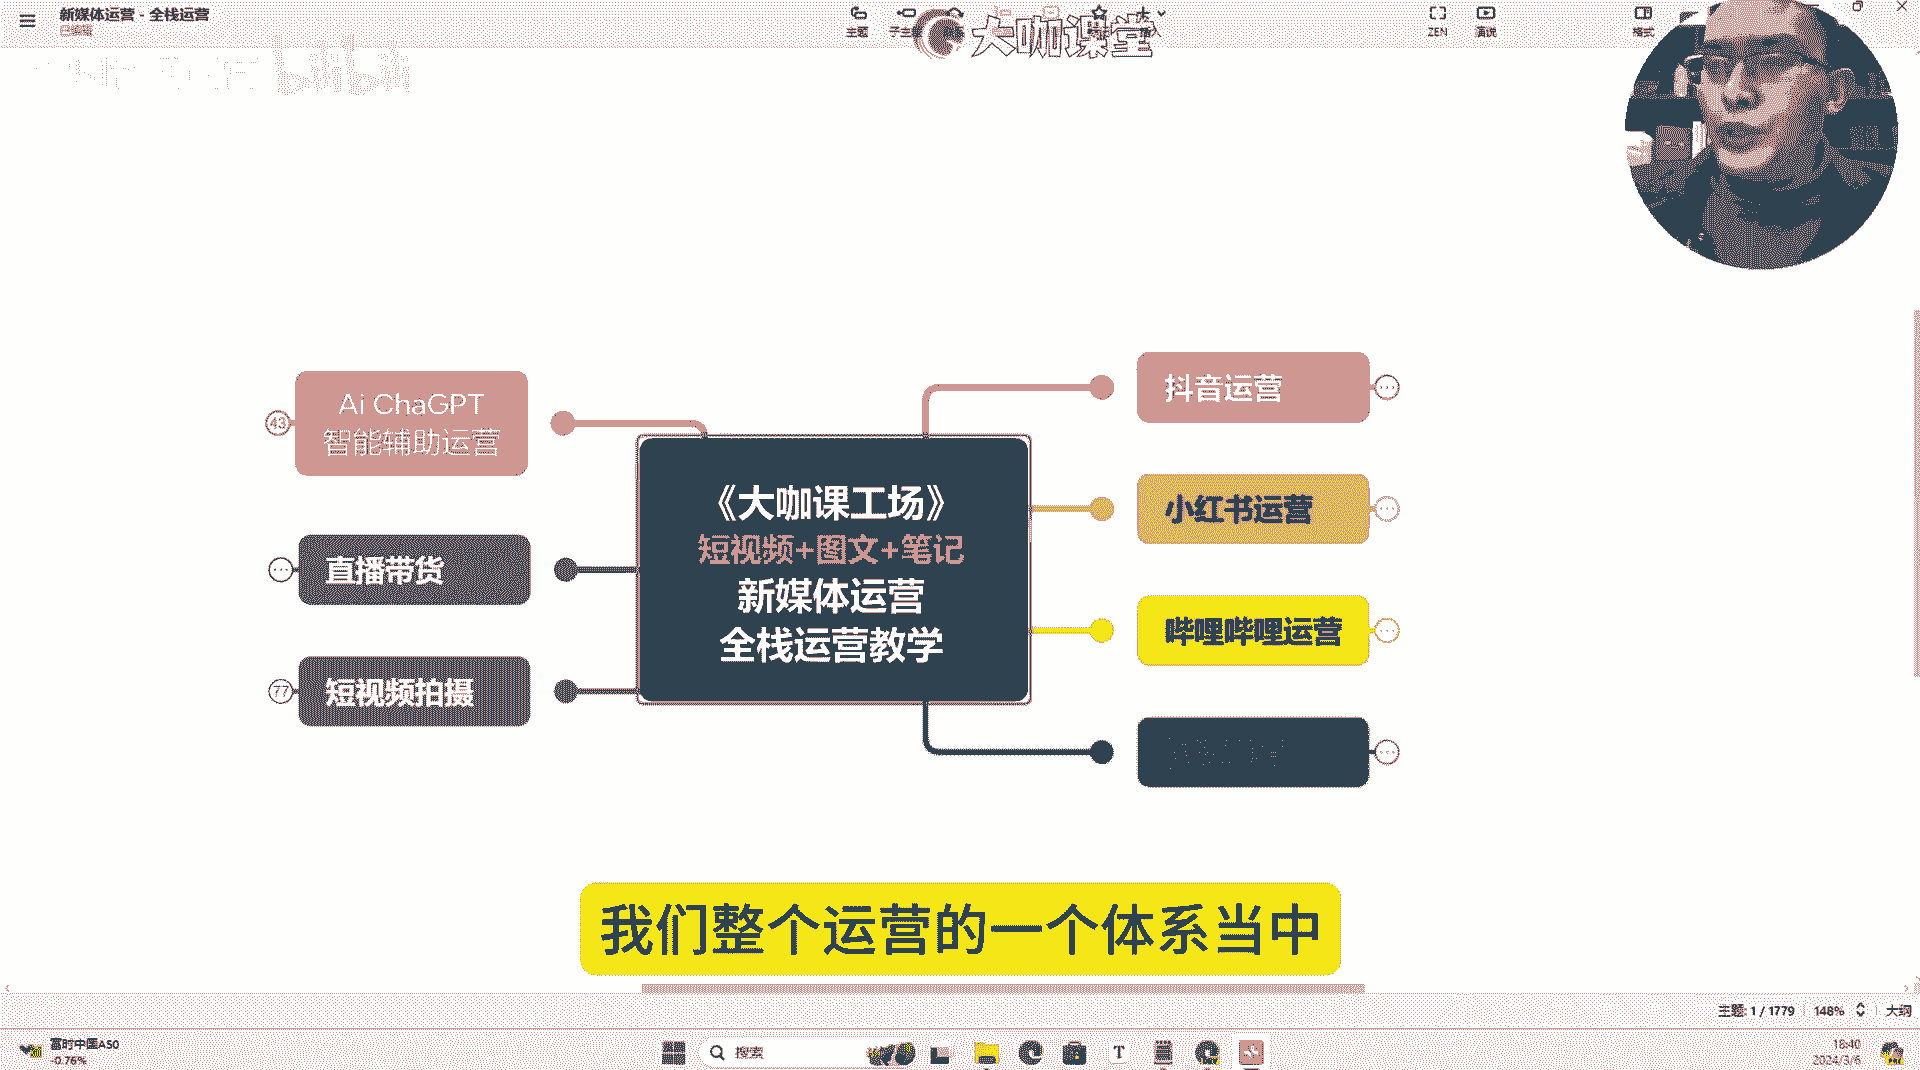 新媒体运营 - 全栈运营
已编辑
主题
ZEN
演说
格式
大咖课堂
Ai ChaGPT
智能辅助运营
43
直播带货
短视频拍摄
77
《大咖课工场》
短视频+图文+笔记
新媒体运营
全栈运营教学
抖音运营
小红书运营
哔哩哔哩运营
我们整个运营的一个体系当中
主题: 1 / 1779
148%
大纲
富时中国A50
-0.76%
搜索
18:40
2024/3/6